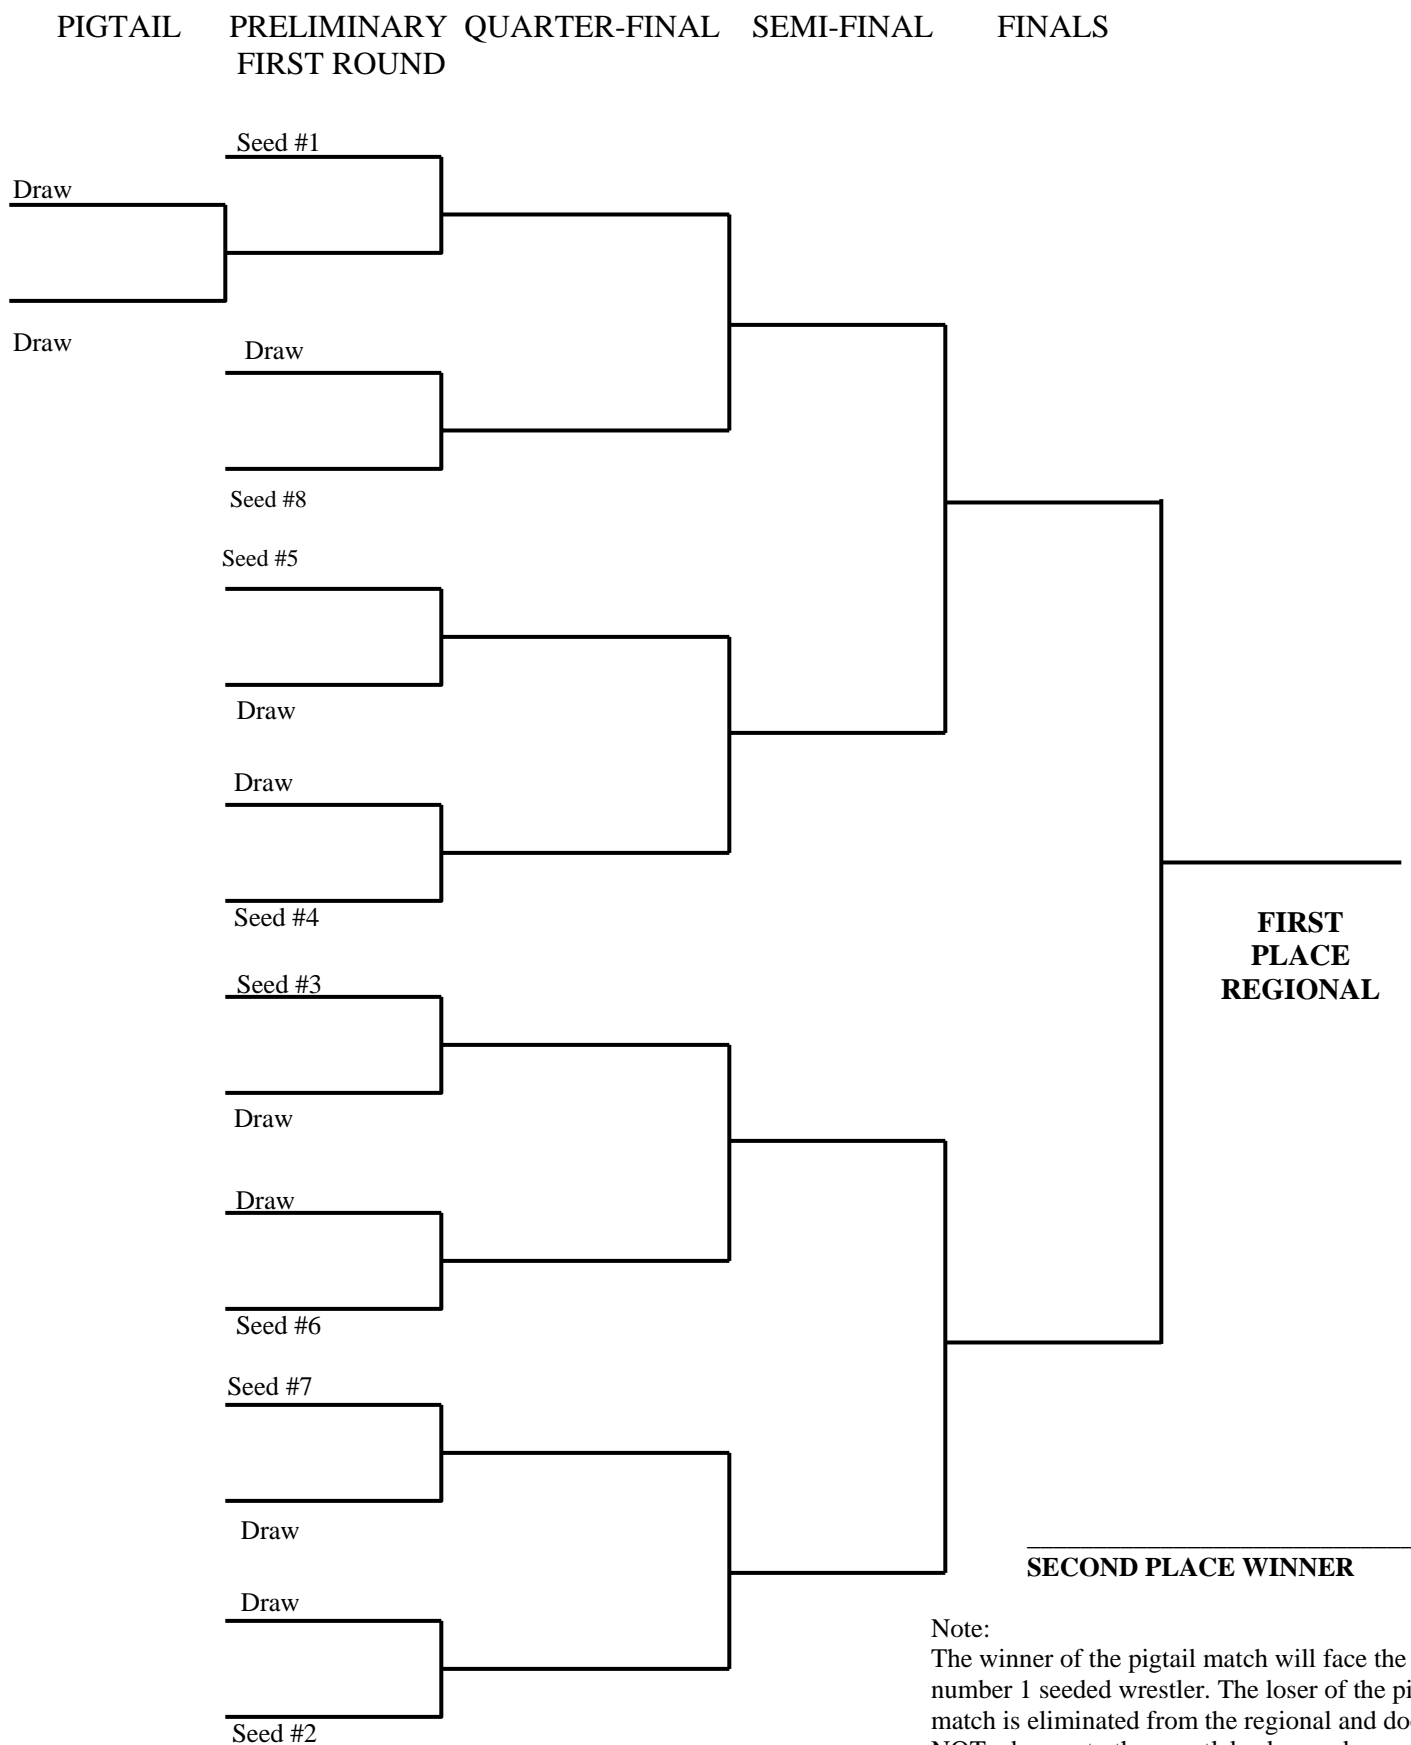 PIGTAIL PRELIMINARY QUARTER-FINAL SEMI-FINAL FINALS
FIRST ROUND
Seed #1
Draw
Draw
Draw
Seed #8
Seed #5
Draw
Draw
Seed #4
FIRST
PLACE
REGIONAL
Seed #3
Draw
Draw
Seed #6
Seed #7
Draw
SECOND PLACE WINNER
Draw
Note:
The winner of the pigtail match will face the
number 1 seeded wrestler. The loser of the
match is eliminated from the regional and
Seed #2